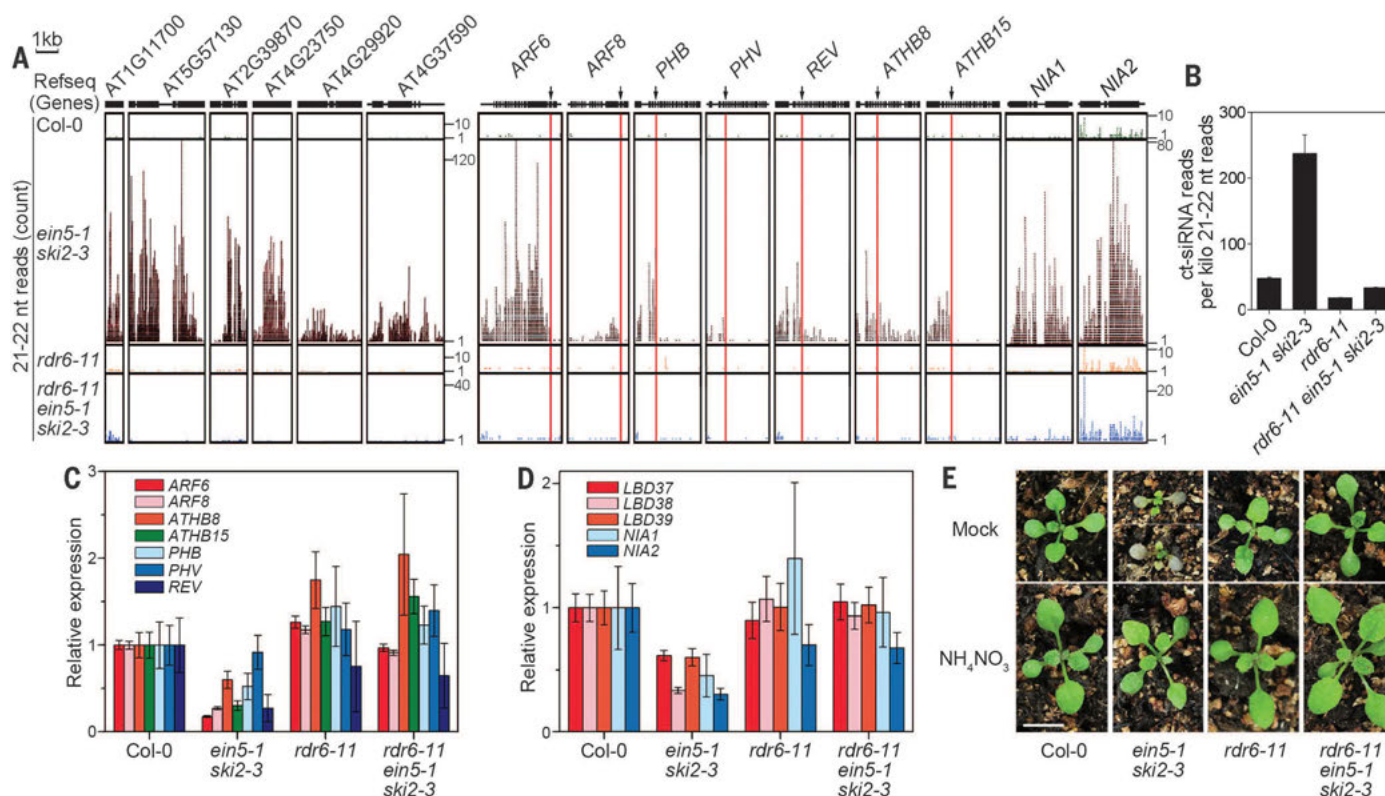 1kb
A
AT1G11700
AT5G57130
AT2G39870
AT4G23750
AT4G29920
AT4G37590
ARF6
ARF8
PHB
PHV
REV
ATHB8
ATHB15
NIA1
NIA2
Refseq
(Genes)
Col-0
10
1
120
1
10
1
40
1
10
1
80
1
10
1
20
1
21-22 nt reads (count)
ein5-1
ski2-3
rdr6-11
rdr6-11
ein5-1
ski2-3
B
ct-siRNA reads
per kilo 21-22 nt reads
300
200
100
0
Col-0
ein5-1 ski2-3
rdr6-11
rdr6-11 ein5-1 ski2-3
C
Relative expression
3
2
1
0
ARF6
ARF8
ATHB8
ATHB15
PHB
PHV
REV
Col-0
ein5-1
ski2-3
rdr6-11
rdr6-11
ein5-1
ski2-3
D
Relative expression
2
1
0
LBD37
LBD38
LBD39
NIA1
NIA2
Col-0
ein5-1
ski2-3
rdr6-11
rdr6-11
ein5-1
ski2-3
E
Mock
NH4NO3
Col-0
ein5-1
ski2-3
rdr6-11
rdr6-11
ein5-1
ski2-3